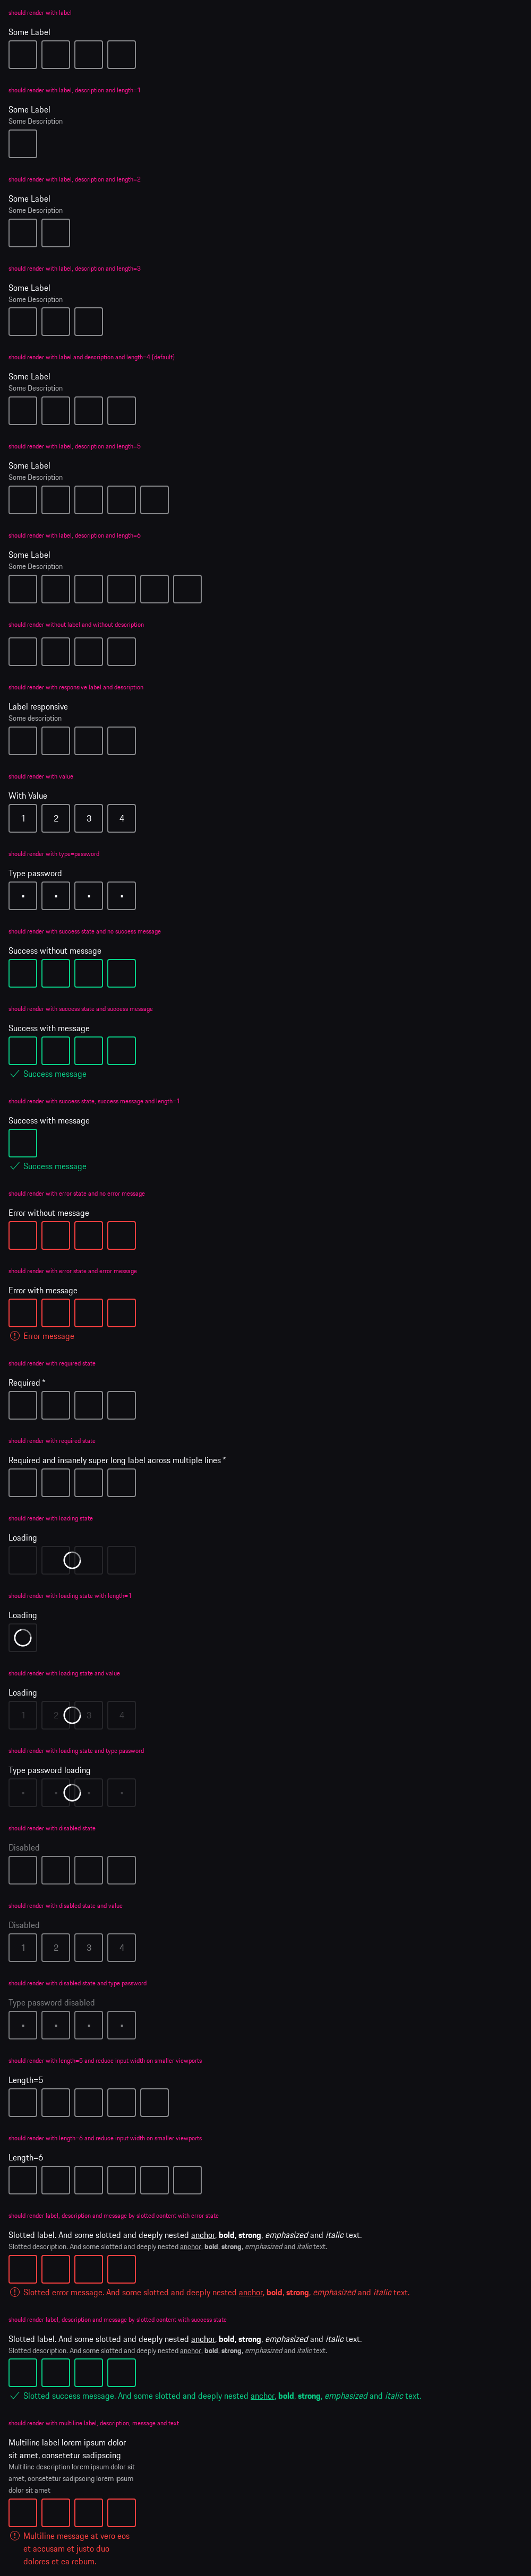 should render with label
Some Label
should render with label, description and length=1
Some Label
Some Description
should render with label, description and length=2
Some Label
Some Description
should render with label, description and length=3
Some Label
Some Description
should render with label and description and length=4 (default)
Some Label
Some Description
should render with label, description and length=5
Some Label
Some Description
should render with label, description and length=6
Some Label
Some Description
should render without label and without description
should render with responsive label and description
Label responsive
Some description
should render with value
With Value
1 2 3 4
should render with type=password
Type password
• • • •
should render with success state and no success message
Success without message
should render with success state and success message
Success with message
Success message
should render with success state, success message and length=1
Success with message
Success message
should render with error state and no error message
Error without message
should render with error state and error message
Error with message
Error message
should render with required state
Required *
should render with required state
Required and insanely super long label across multiple lines *
should render with loading state
Loading
should render with loading state with length=1
Loading
should render with loading state and value
Loading
1 2 3 4
should render with loading state and type password
Type password loading
• • • •
should render with disabled state
Disabled
should render with disabled state and value
Disabled
1 2 3 4
should render with disabled state and type password
Type password disabled
• • • •
should render with length=5 and reduce input width on smaller viewports
Length=5
should render with length=6 and reduce input width on smaller viewports
Length=6
should render label, description and message by slotted content with error state
Slotted label. And some slotted and deeply nested anchor, bold, strong, emphasized and italic text.
Slotted description. And some slotted and deeply nested anchor, bold, strong, emphasized and italic text.
Slotted error message. And some slotted and deeply nested anchor, bold, strong, emphasized and italic text.
should render label, description and message by slotted content with success state
Slotted label. And some slotted and deeply nested anchor, bold, strong, emphasized and italic text.
Slotted description. And some slotted and deeply nested anchor, bold, strong, emphasized and italic text.
Slotted success message. And some slotted and deeply nested anchor, bold, strong, emphasized and italic text.
should render with multiline label, description, message and text
Multiline label lorem ipsum dolor
sit amet, consetetur sadipscing
Multiline description lorem ipsum dolor sit
amet, consetetur sadipscing lorem ipsum
dolor sit amet
Multiline message at vero eos
et accusam et justo duo
dolores et ea rebum.